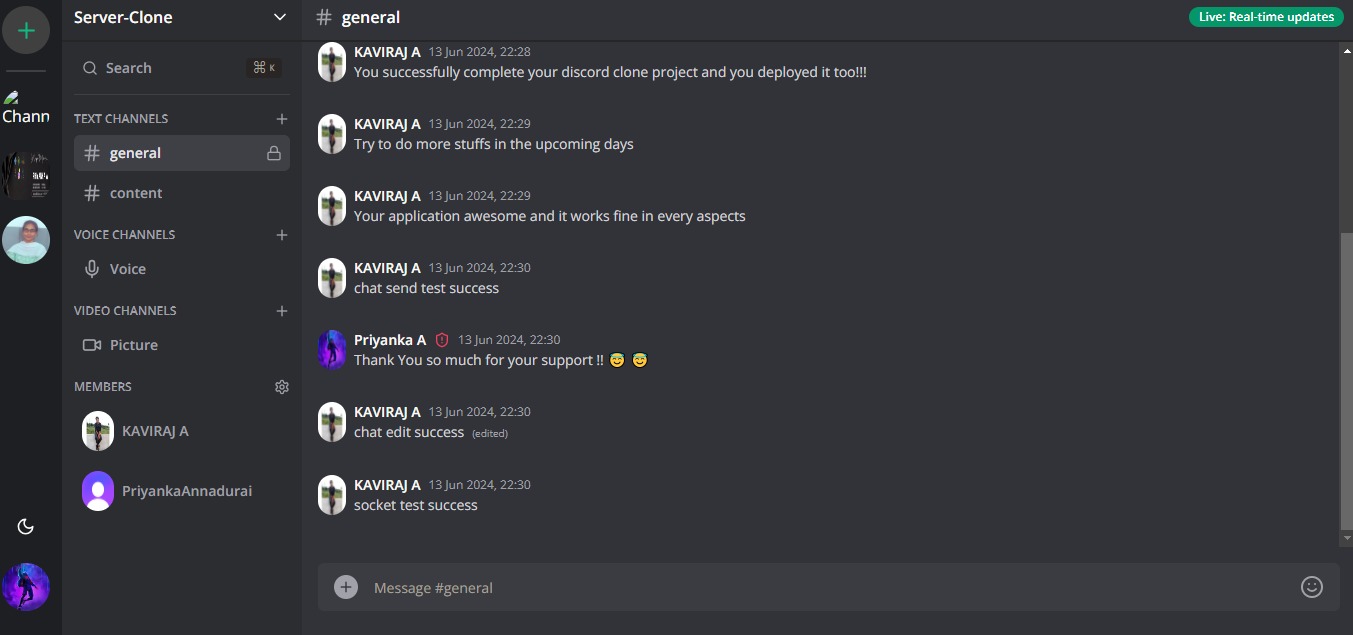 Server-Clone
# general
Live: Real-time updates
Chann
Search
⌘ K
TEXT CHANNELS
# general
# content
VOICE CHANNELS
Voice
VIDEO CHANNELS
Picture
MEMBERS
KAVIRAJ A
PriyankaAnnadurai
KAVIRAJ A 13 Jun 2024, 22:28
You successfully complete your discord clone project and you deployed it too!!!
KAVIRAJ A 13 Jun 2024, 22:29
Try to do more stuffs in the upcoming days
KAVIRAJ A 13 Jun 2024, 22:29
Your application awesome and it works fine in every aspects
KAVIRAJ A 13 Jun 2024, 22:30
chat send test success
Priyanka A 13 Jun 2024, 22:30
Thank You so much for your support !! 😇 😇
KAVIRAJ A 13 Jun 2024, 22:30
chat edit success (edited)
KAVIRAJ A 13 Jun 2024, 22:30
socket test success
Message #general